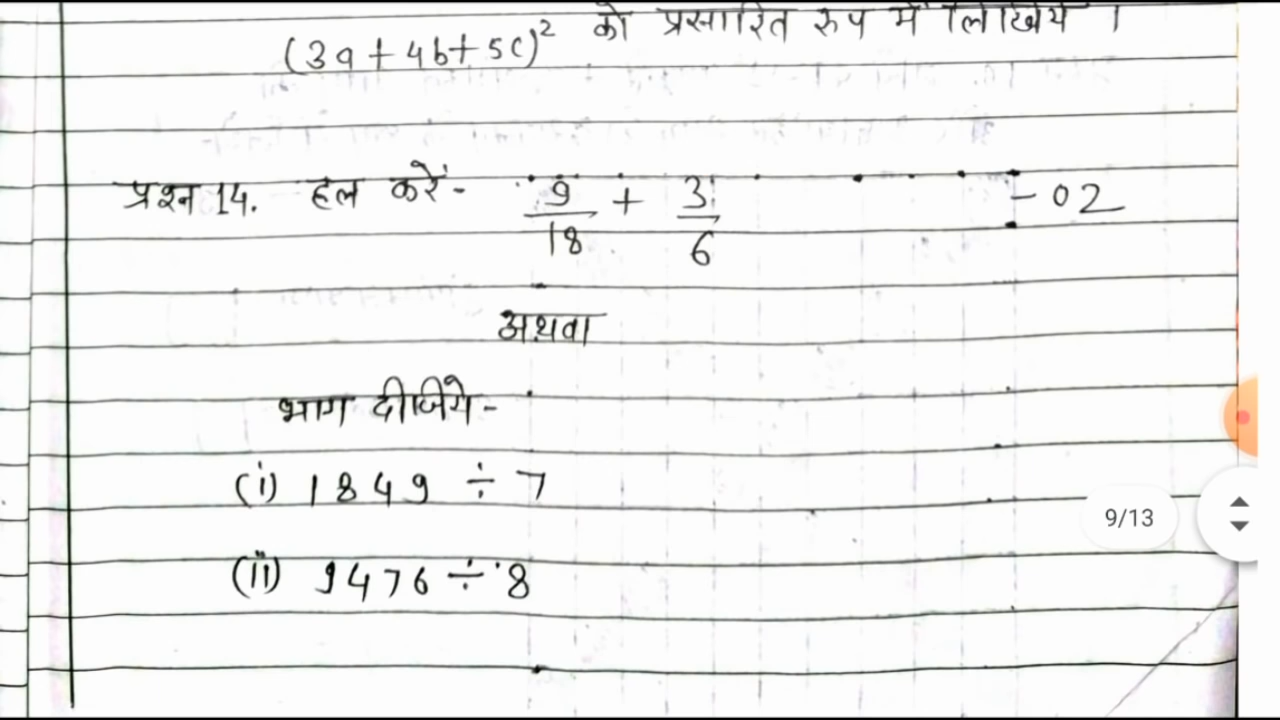 (3a+4b+5c)² को प्रसारित रूप में लिखिये ।
प्रश्न 14. हल करें- 9/18 + 3/6 - 02
अथवा
भाग दीजिये-
(i) 1849 ÷ 7
(ii) 9476 ÷ 8
9/13